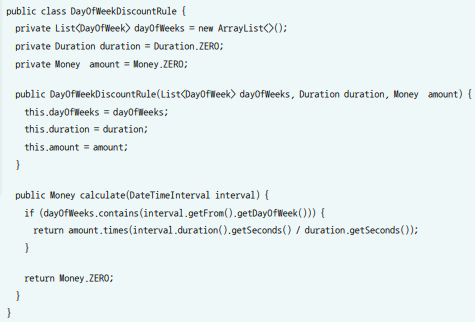 public class DayOfWeekDiscountRule {
private List<DayOfWeek> dayOfWeeks = new ArrayList<>();
private Duration duration = Duration.ZERO;
private Money  amount = Money.ZERO;
public DayOfWeekDiscountRule(List<DayOfWeek> dayOfWeeks, Duration duration, Money  amount) {
this.dayOfWeeks = dayOfWeeks;
this.duration = duration;
this.amount = amount;
}
public Money calculate(DateTimeInterval interval) {
if (dayOfWeeks.contains(interval.getFrom().getDayOfWeek())) {
return amount.times(interval.duration().getSeconds() / duration.getSeconds());
}
return Money.ZERO;
}
}